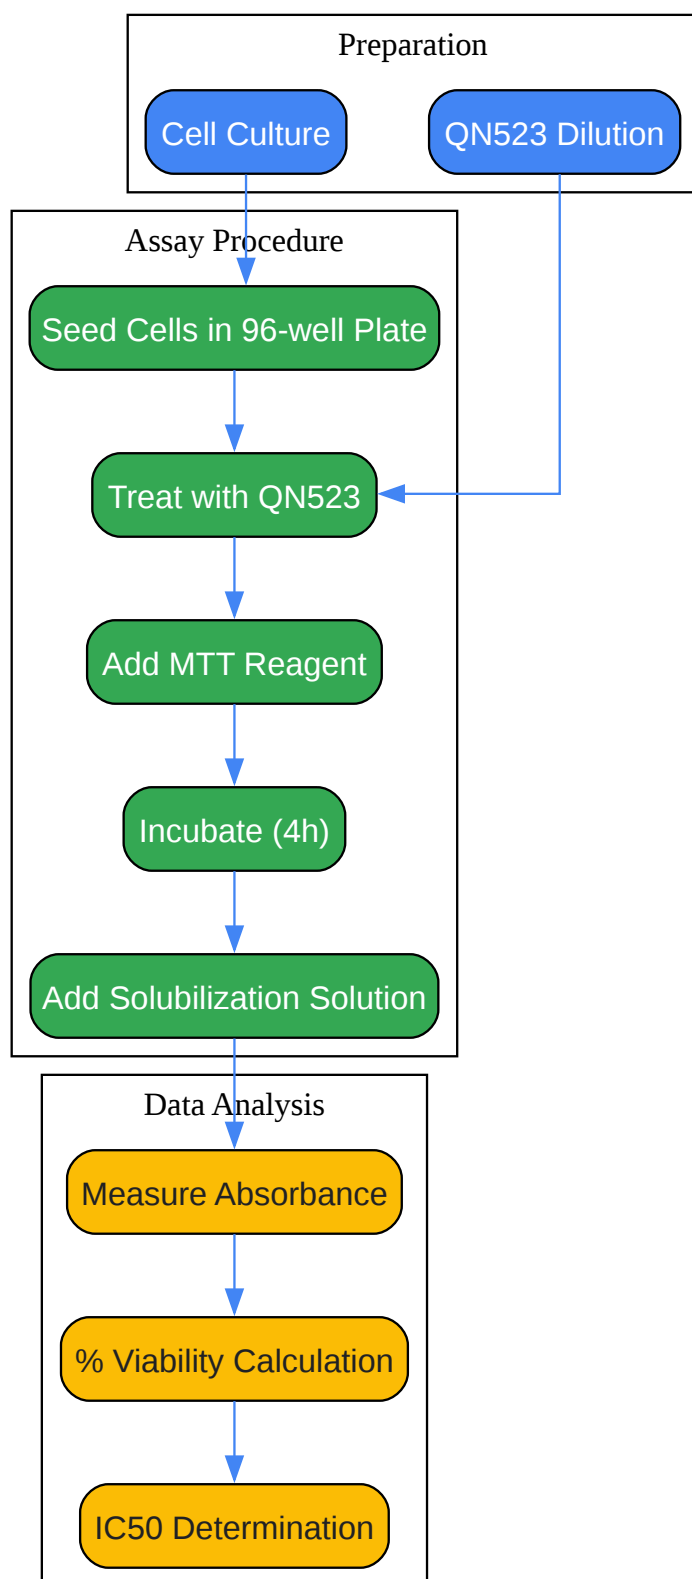 Preparation
Cell Culture
QN523 Dilution
Assay Procedure
Seed Cells in 96-well Plate
Treat with QN523
Add MTT Reagent
Incubate (4h)
Add Solubilization Solution
Data Analysis
Measure Absorbance
% Viability Calculation
IC50 Determination